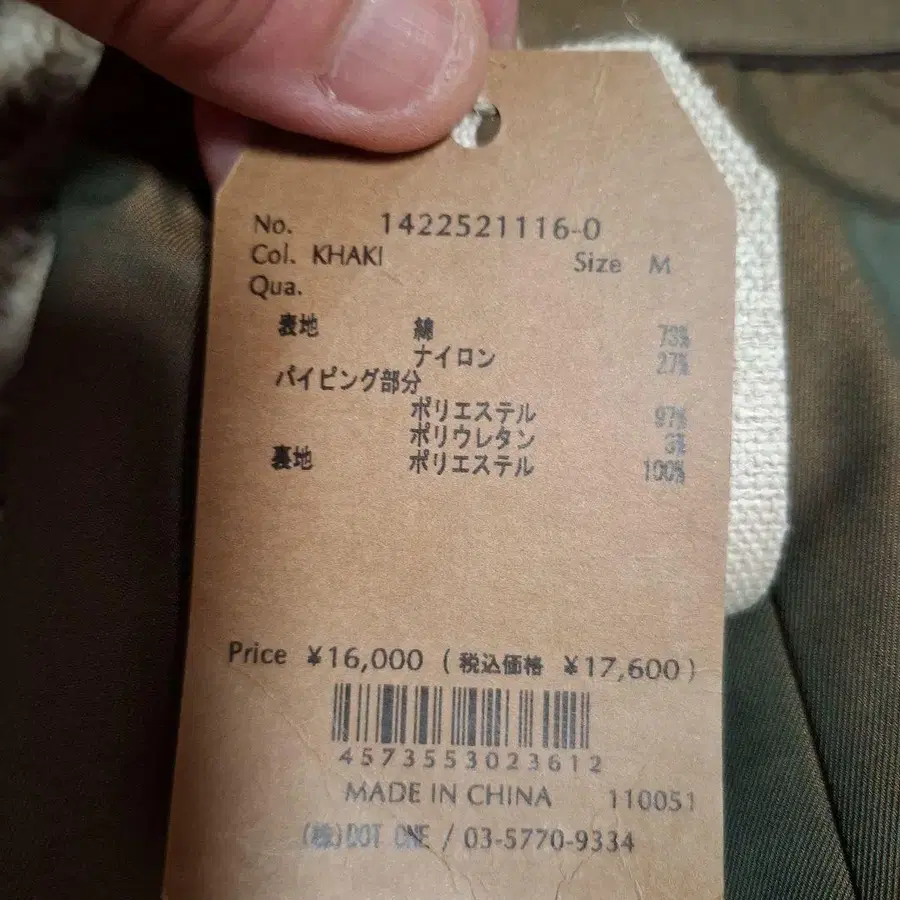 No. 1422521116-0
Col. KHAKI Size M
Qua.
表地 綿 73%
ナイロン 27%
パイピング部分
ポリエステル 97%
ポリウレタン 3%
裏地 ポリエステル 100%
Price ¥16,000 ( 税込価格 ¥17,600 )
4573553023612
MADE IN CHINA 110051
(株)DOT ONE / 03-5770-9334